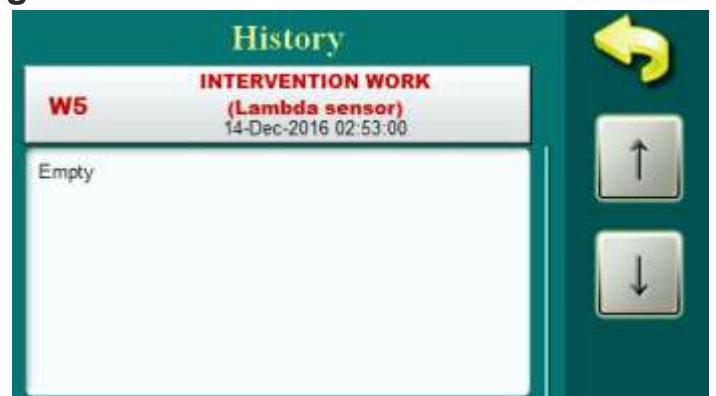 g
History
W5
INTERVENTION WORK
(Lambda sensor)
14-Dec-2016 02:53:00
Empty
↑
↓